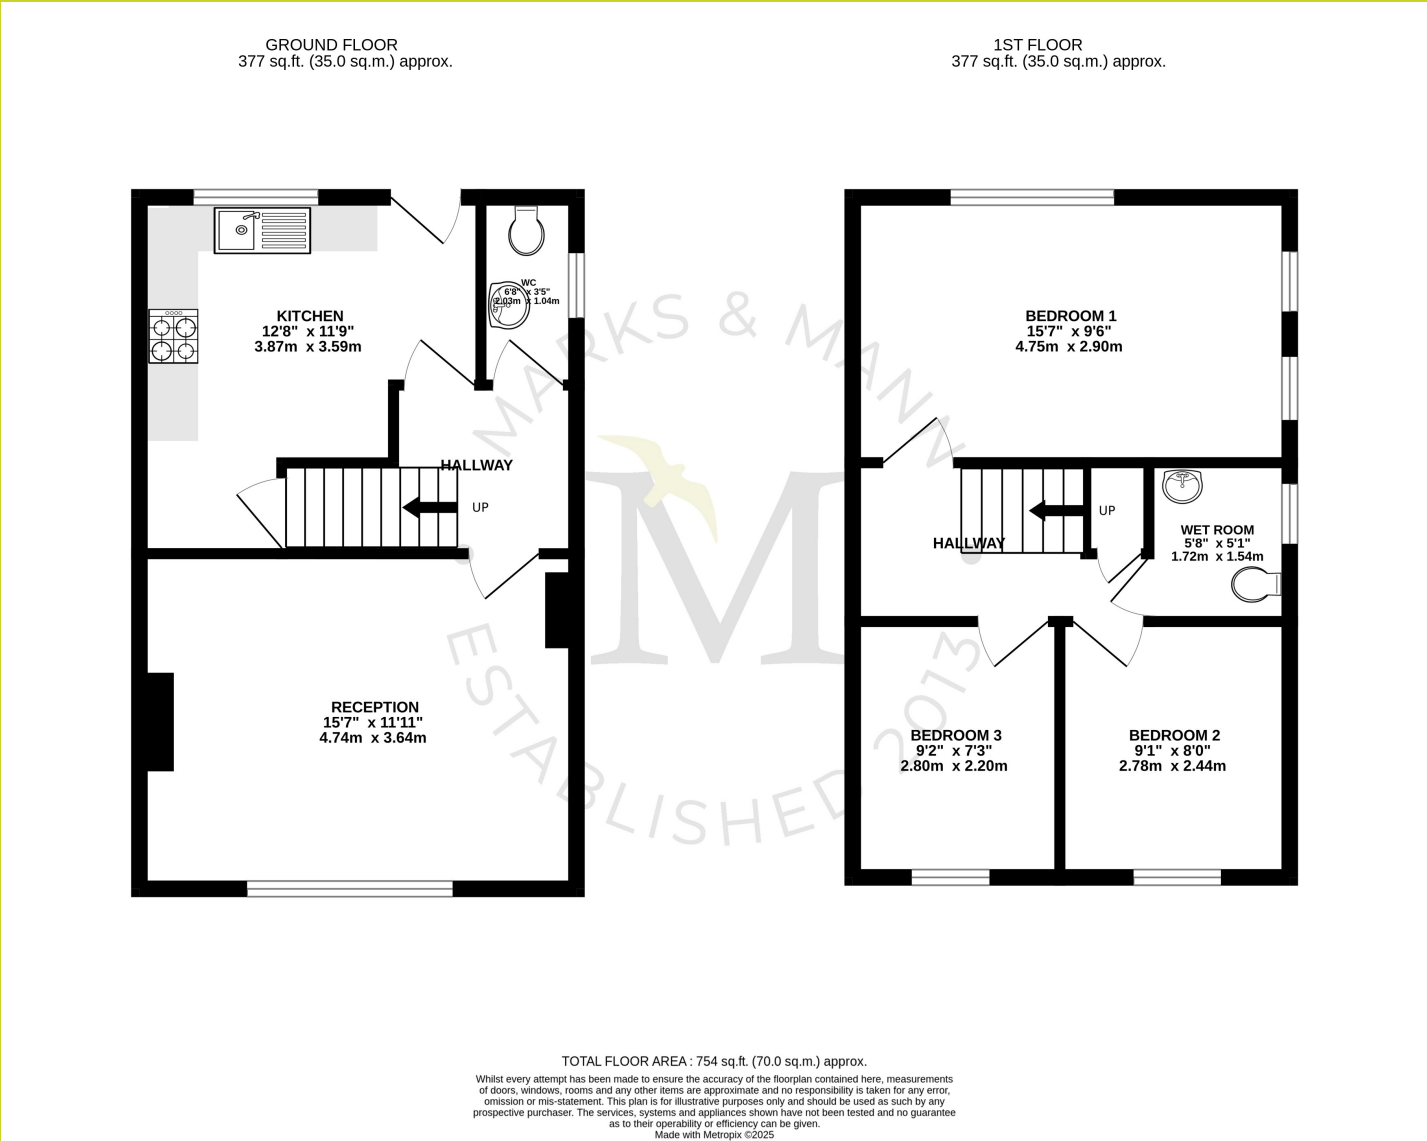 GROUND FLOOR
377 sq.ft. (35.0 sq.m.) approx.
1ST FLOOR
377 sq.ft. (35.0 sq.m.) approx.
KITCHEN
12'8" x 11'9"
3.87m x 3.59m
WC
6'8" x 3'5"
2.03m x 1.04m
HALLWAY
UP
RECEPTION
15'7" x 11'11"
4.74m x 3.64m
BEDROOM 1
15'7" x 9'6"
4.75m x 2.90m
UP
WET ROOM
5'8" x 5'1"
1.72m x 1.54m
HALLWAY
BEDROOM 3
9'2" x 7'3"
2.80m x 2.20m
BEDROOM 2
9'1" x 8'0"
2.78m x 2.44m
MARKS & MANN
M
ESTABLISHED 2013
TOTAL FLOOR AREA : 754 sq.ft. (70.0 sq.m.) approx.
Whilst every attempt has been made to ensure the accuracy of the floorplan contained here, measurements
of doors, windows, rooms and any other items are approximate and no responsibility is taken for any error,
omission or mis-statement. This plan is for illustrative purposes only and should be used as such by any
prospective purchaser. The services, systems and appliances shown have not been tested and no guarantee
as to their operability or efficiency can be given.
Made with Metropix ©2025